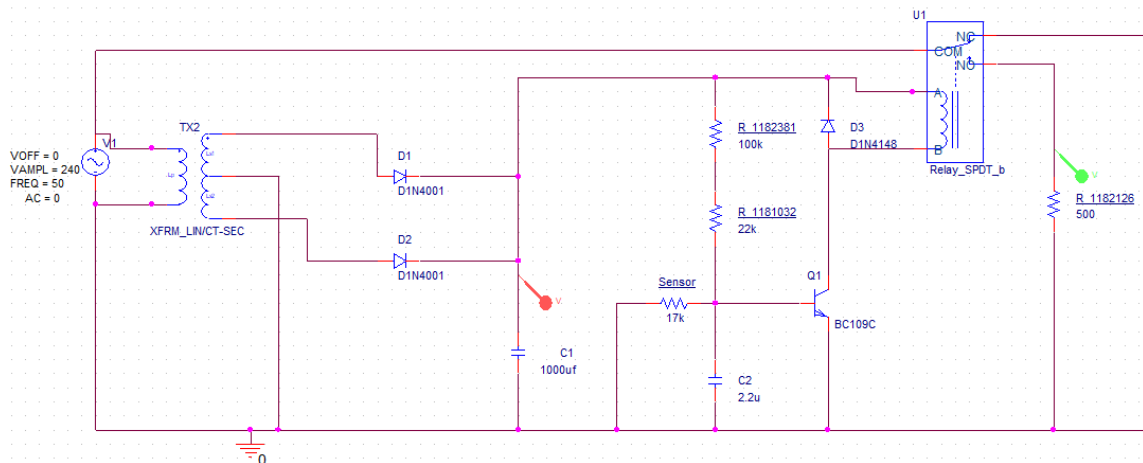 U1
NC
COM
NO
A
B
Relay_SPDT_b
V1
VOFF = 0
VAMPL = 240
FREQ = 50
AC = 0
TX2
XFRM_LIN/CT-SEC
D1
D1N4001
D2
D1N4001
V
C1
1000uf
R_1182381
100k
R_1181032
22k
Sensor
17k
C2
2.2u
D3
D1N4148
Q1
BC109C
V
R_1182126
500
0